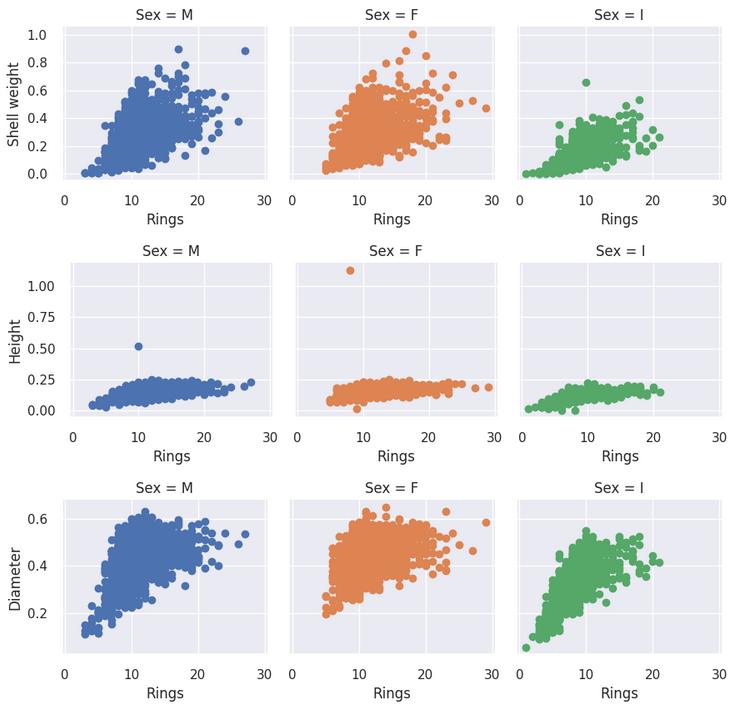 Sex = M Sex = F Sex = I
1.0
0.8
0.6
0.4
0.2
0.0
Shell weight
0 10 20 30 0 10 20 30 0 10 20 30
Rings Rings Rings
Sex = M Sex = F Sex = I
1.00
0.75
0.50
0.25
0.00
Height
0 10 20 30 0 10 20 30 0 10 20 30
Rings Rings Rings
Sex = M Sex = F Sex = I
0.6
0.4
0.2
Diameter
0 10 20 30 0 10 20 30 0 10 20 30
Rings Rings Rings